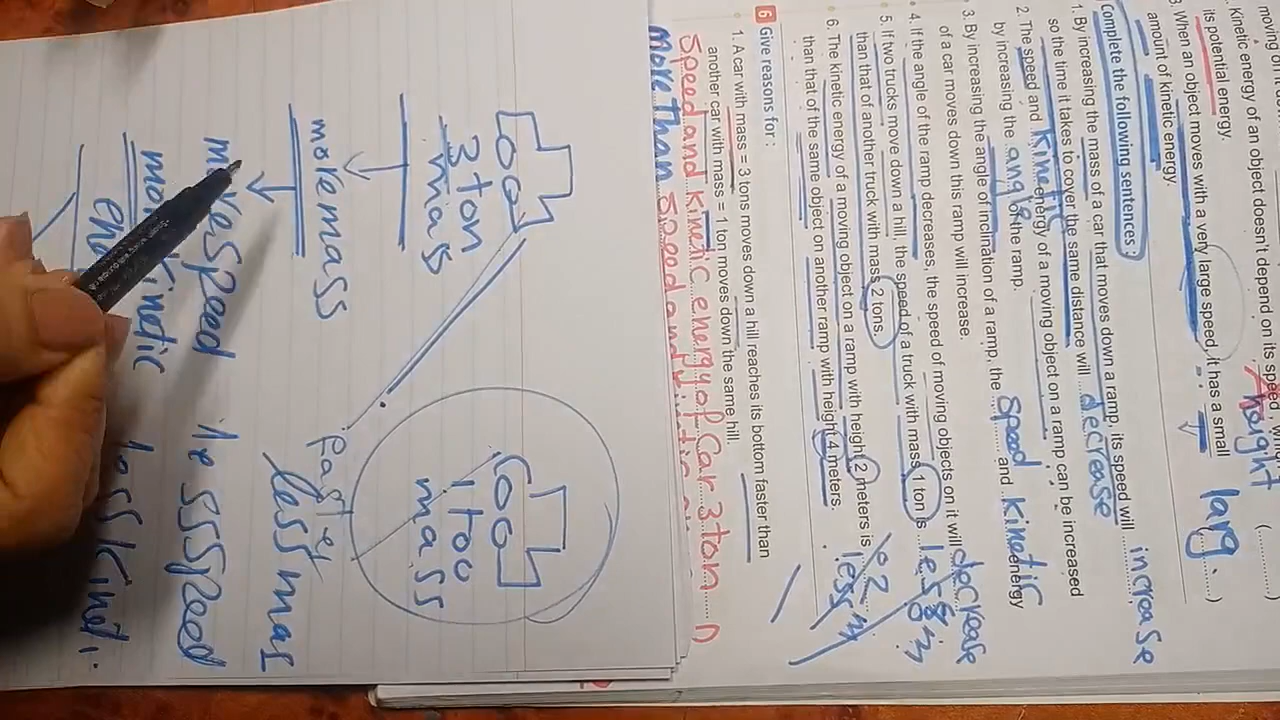 moving on it
Kinetic energy of an object doesn't depend on its speed,
height
its potential energy. (............)
3. When an object moves with a very large speed, it has a small
amount of kinetic energy. larg. (............)
Complete the following sentences :
1. By increasing the mass of a car that moves down a ramp, its speed will increase
so the time it takes to cover the same distance will decrease
2. The speed and kinetic energy of a moving object on a ramp can be increased
by increasing the angle of the ramp.
3. By increasing the angle of inclination of a ramp, the speed and kinetic energy
of a car moves down this ramp will increase.
4. If the angle of the ramp decreases, the speed of moving objects on it will decrease
5. If two trucks move down a hill, the speed of a truck with mass 1 ton is less
than that of another truck with mass 2 tons.
6. The kinetic energy of a moving object on a ramp with height 2 meters is less
than that of the same object on another ramp with height 4 meters.
6 Give reasons for :
1. A car with mass = 3 tons moves down a hill reaches its bottom faster than
another car with mass = 1 ton moves down the same hill.
speed and kinetic energy of Car 3 ton
more than speed and
3 ton
mas
1 too
mass
more mass
less mas
more speed
less speed
kinetic